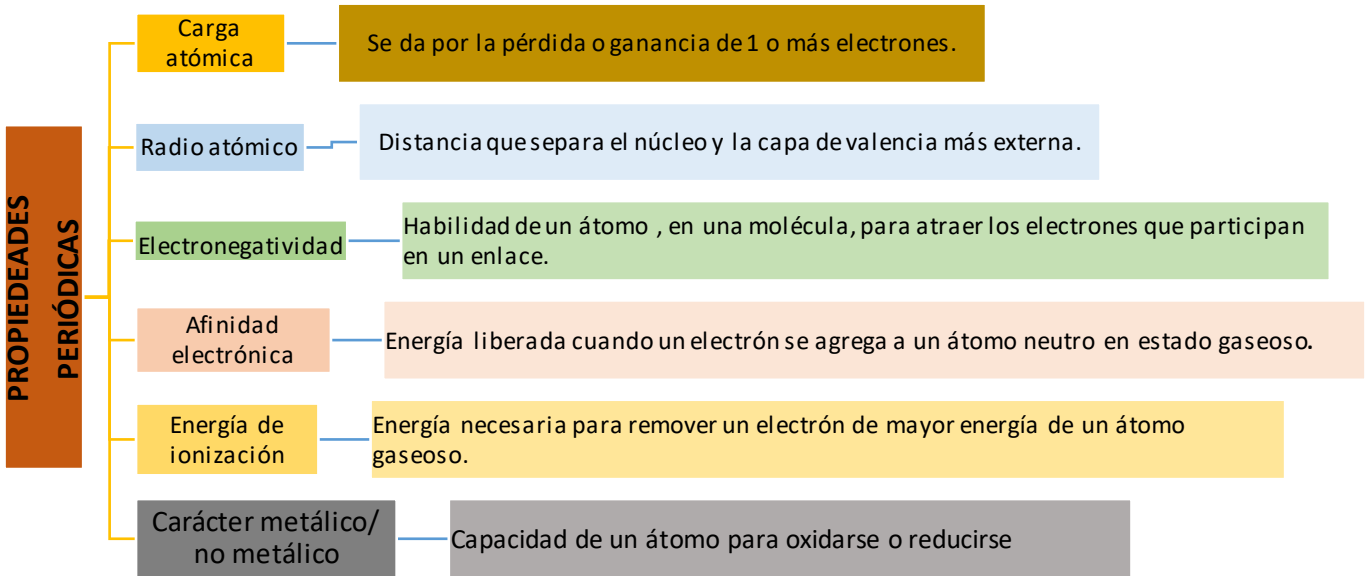 PROPIEDEADES
PERIÓDICAS
Carga
atómica
Se da por la pérdida o ganancia de 1 o más electrones.
Radio atómico
Distancia que separa el núcleo y la capa de valencia más externa.
Electronegatividad
Habilidad de un átomo , en una molécula, para atraer los electrones que participan
en un enlace.
Afinidad
electrónica
Energía liberada cuando un electrón se agrega a un átomo neutro en estado gaseoso.
Energía de
ionización
Energía necesaria para remover un electrón de mayor energía de un átomo
gaseoso.
Carácter metálico/
no metálico
Capacidad de un átomo para oxidarse o reducirse